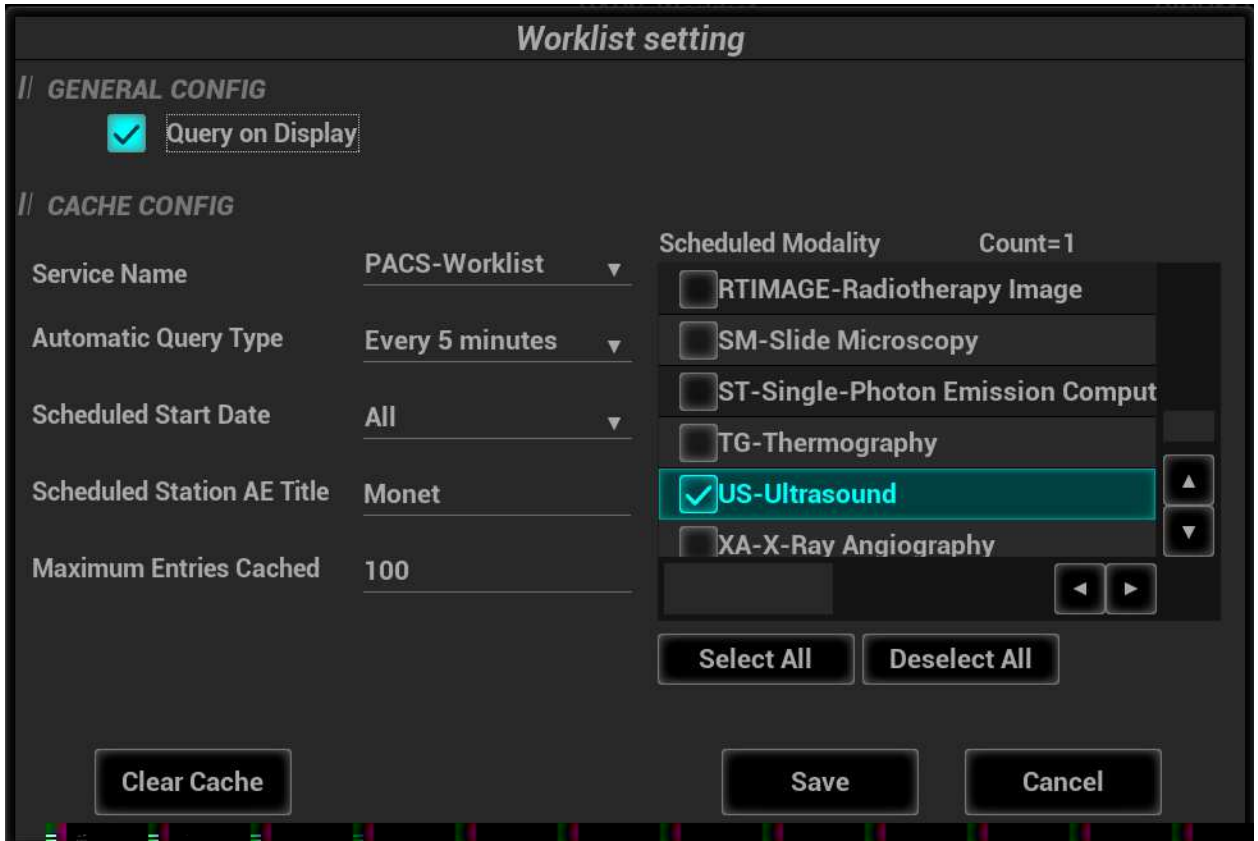 Worklist setting
// GENERAL CONFIG
Query on Display
// CACHE CONFIG
Service Name
PACS-Worklist
Automatic Query Type
Every 5 minutes
Scheduled Start Date
All
Scheduled Station AE Title
Monet
Maximum Entries Cached
100
Scheduled Modality Count=1
RTIMAGE-Radiotherapy Image
SM-Slide Microscopy
ST-Single-Photon Emission Comput
TG-Thermography
US-Ultrasound
XA-X-Ray Angiography
Select All
Deselect All
Clear Cache
Save
Cancel